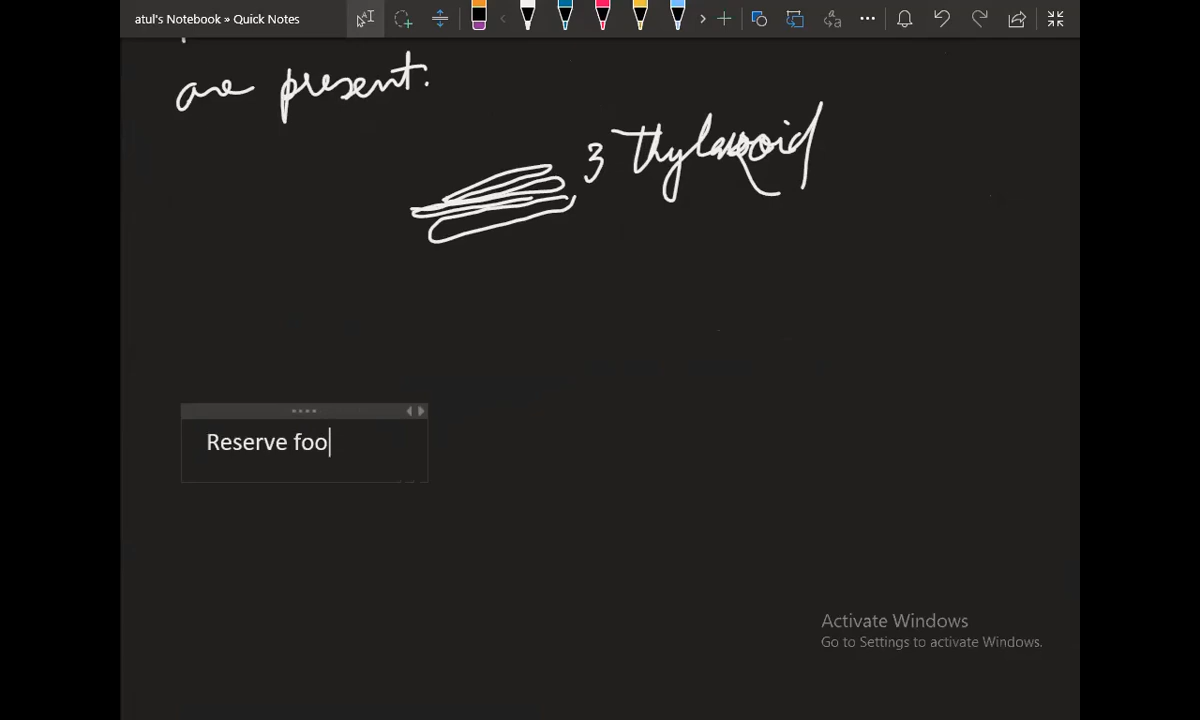 atul's Notebook » Quick Notes
are present.
3 Thylakoid
Reserve foo
Activate Windows
Go to Settings to activate Windows.